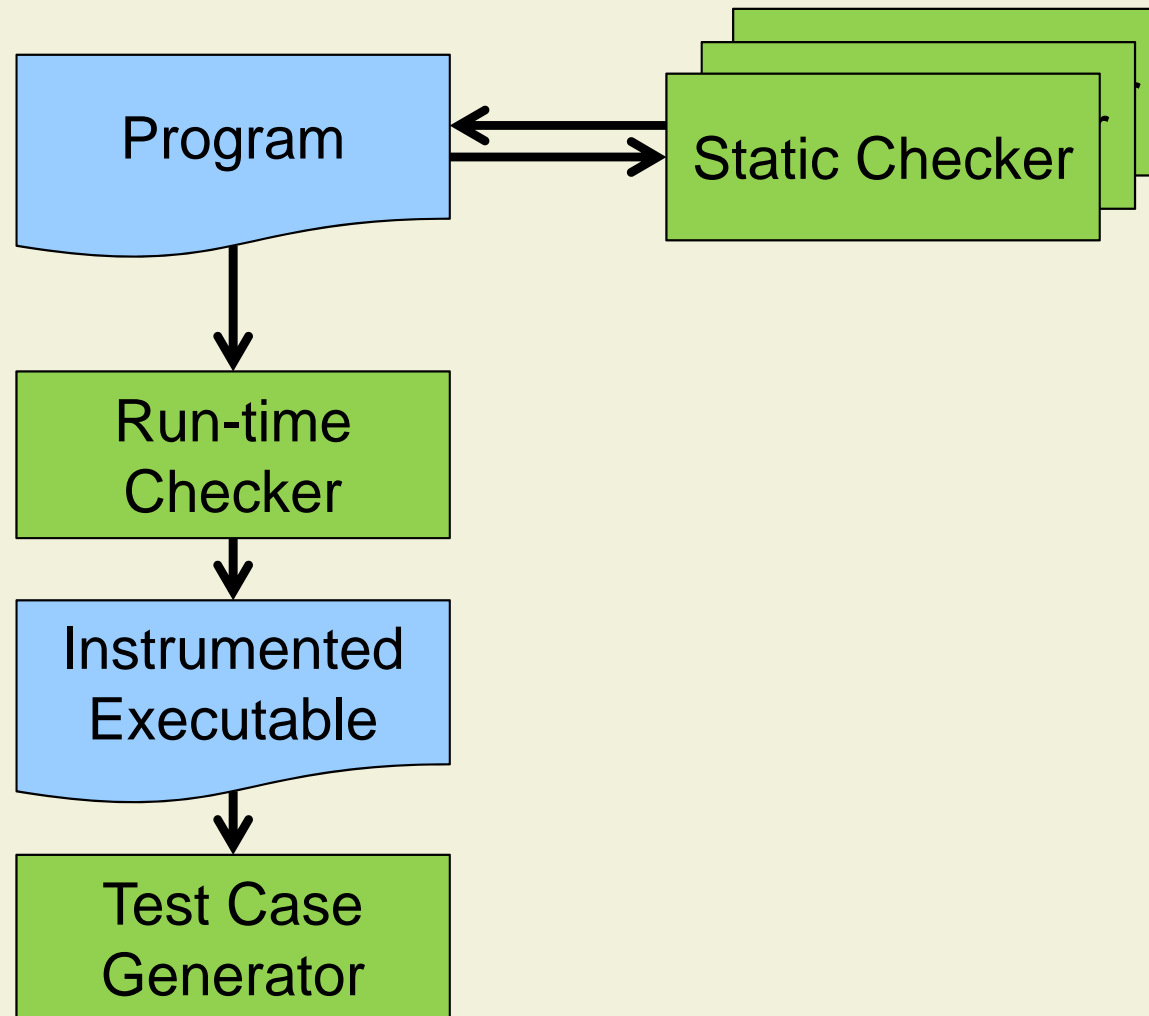 Program
Static Checker
Run-time
Checker
Instrumented
Executable
Test Case
Generator